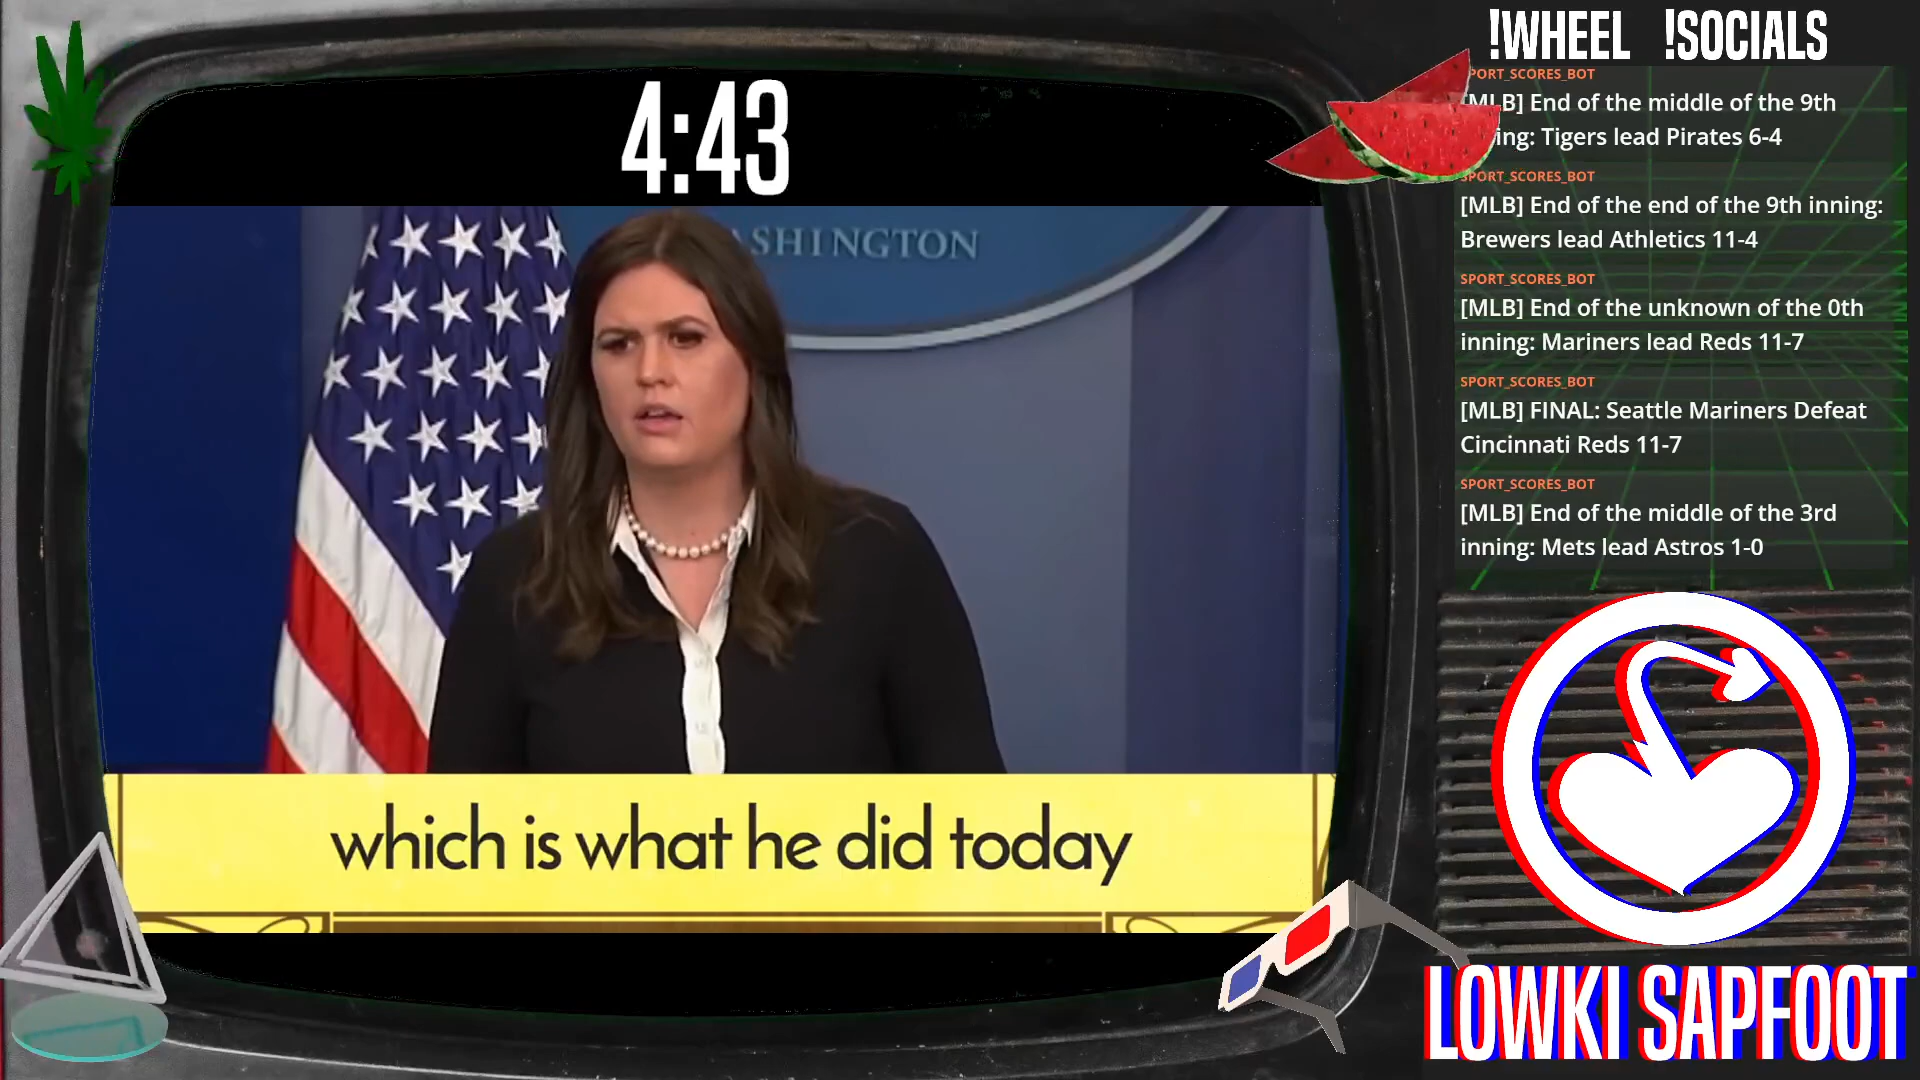 !WHEEL !SOCIALS
PORT_SCORES_BOT
[MLB] End of the middle of the 9th
ing: Tigers lead Pirates 6-4
SPORT_SCORES_BOT
[MLB] End of the end of the 9th inning:
Brewers lead Athletics 11-4
SPORT_SCORES_BOT
[MLB] End of the unknown of the 0th
inning: Mariners lead Reds 11-7
SPORT_SCORES_BOT
[MLB] FINAL: Seattle Mariners Defeat
Cincinnati Reds 11-7
SPORT_SCORES_BOT
[MLB] End of the middle of the 3rd
inning: Mets lead Astros 1-0
4:43
ASHINGTON
which is what he did today
LOWKI SAPFOOT